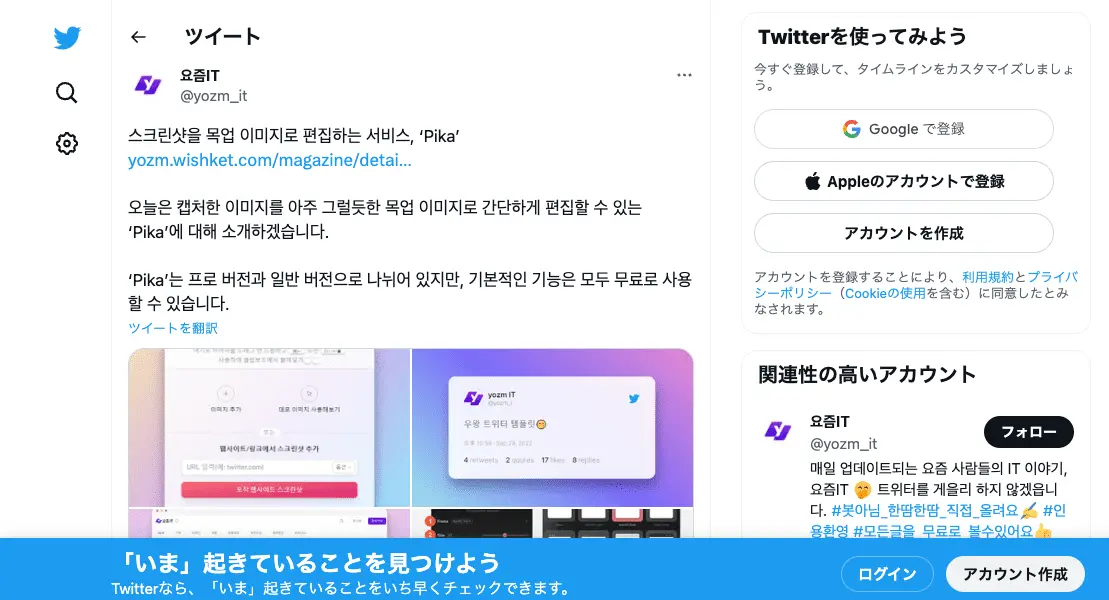 ツイート
요즘IT
@yozm_it
스크린샷을 목업 이미지로 편집하는 서비스, ‘Pika’
yozm.wishket.com/magazine/detai...
오늘은 캡처한 이미지를 아주 그럴듯한 목업 이미지로 간단하게 편집할 수 있는
‘Pika’에 대해 소개하겠습니다.
‘Pika’는 프로 버전과 일반 버전으로 나뉘어 있지만, 기본적인 기능은 모두 무료로 사용
할 수 있습니다.
ツイートを翻訳
이미지 추가
데모 이미지 사용해보기
또는
웹사이트/링크에서 스크린샷 추가
URL 입력(예: twitter.com)
도착 웹사이트 스크린샷
yozm IT
@yozm_i
우왕 트위터 템플릿😊
오후 10:59 · Sep 29, 2022
4 retweets 2 quotes 17 likes 8 replies
요즘IT
Twitterを使ってみよう
今すぐ登録して、タイムラインをカスタマイズしましょ
う。
Google で登録
Appleのアカウントで登録
アカウントを作成
アカウントを登録することにより、利用規約とプライバ
シーポリシー（Cookieの使用を含む）に同意したとみ
なされます。
関連性の高いアカウント
요즘IT
@yozm_it
フォロー
매일 업데이트되는 요즘 사람들의 IT 이야기,
요즘IT 🤭 트위터를 게을리 하지 않겠읍니
다. #봇아님_한땀한땀_직접_올려요✍️ #인
용환영 #모든글을_무료로_볼수있어요👍
「いま」起きていることを見つけよう
Twitterなら、「いま」起きていることをいち早くチェックできます。
ログイン
アカウント作成